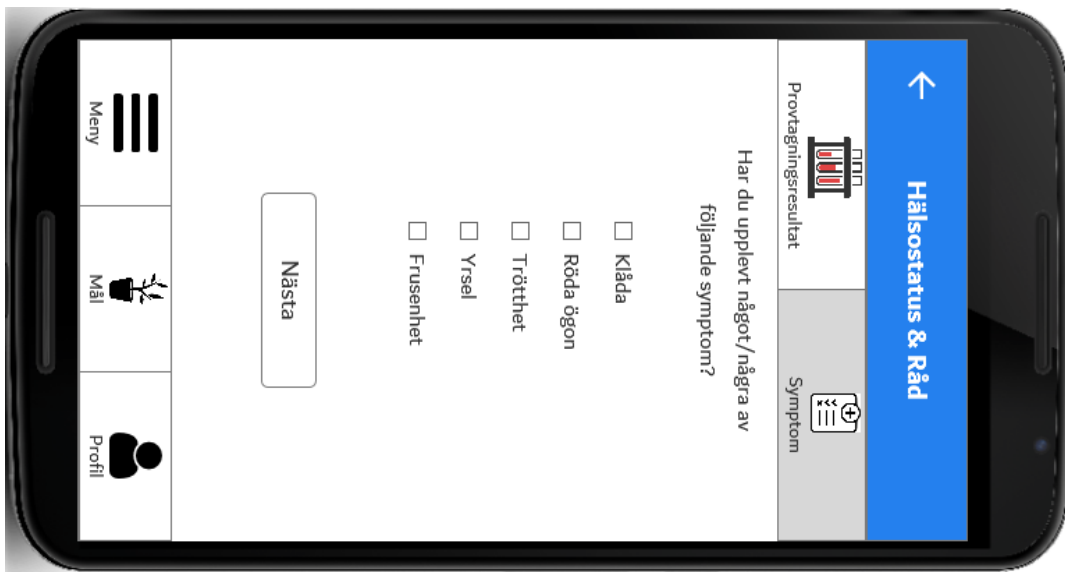 Hälsostatus & Råd
Provtagningsresultat
Symptom
Har du upplevt något/några av
följande symptom?
Klåda
Röda ögon
Trötthet
Yrsel
Frusenhet
Nästa
Meny
Mål
Profil